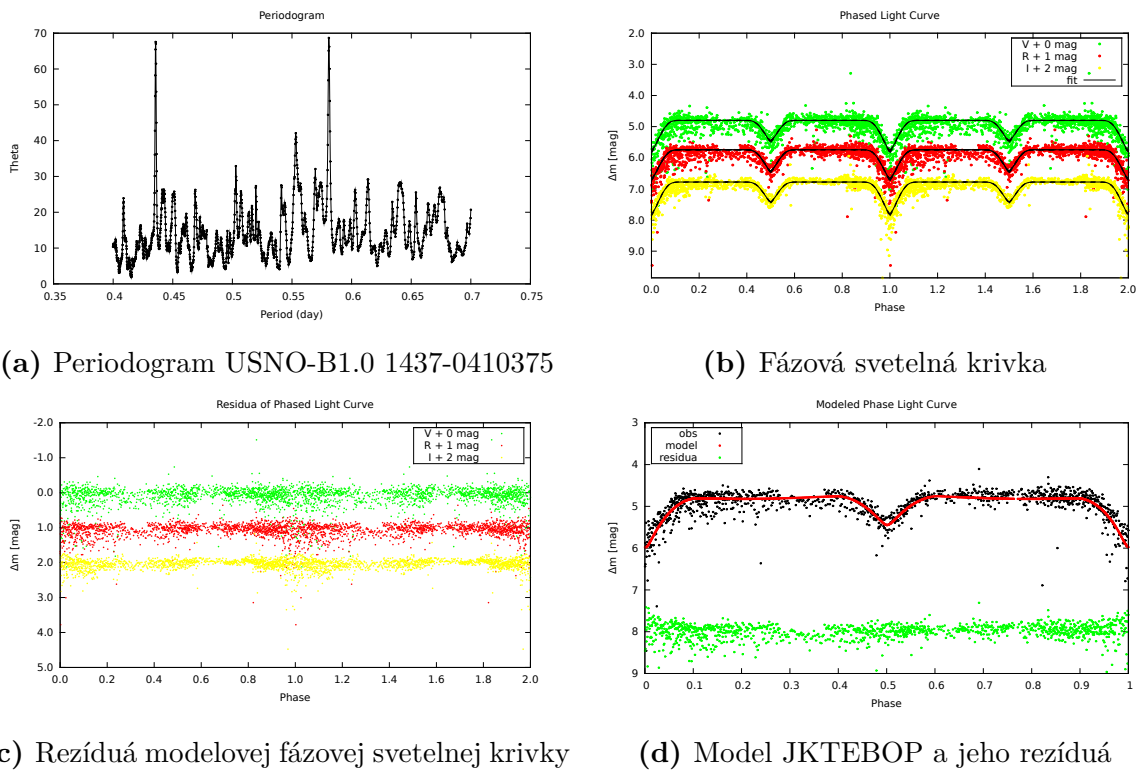 Periodogram
Theta
70
60
50
40
30
20
10
0
0.35 0.4 0.45 0.5 0.55 0.6 0.65 0.7 0.75
Period (day)
(a) Periodogram USNO-B1.0 1437-0410375
Phased Light Curve
Δm [mag]
2.0
3.0
4.0
5.0
6.0
7.0
8.0
9.0
V + 0 mag
R + 1 mag
I + 2 mag
fit
0.0 0.2 0.4 0.6 0.8 1.0 1.2 1.4 1.6 1.8 2.0
Phase
(b) Fázová svetelná krivka
Residua of Phased Light Curve
Δm [mag]
-1.0
0.0
1.0
2.0
3.0
4.0
5.0
-2.0
V + 0 mag
R + 1 mag
I + 2 mag
0.0 0.2 0.4 0.6 0.8 1.0 1.2 1.4 1.6 1.8 2.0
Phase
c) Rezíduá modelovej fázovej svetelnej krivky
Modeled Phase Light Curve
Δm [mag]
3
4
5
6
7
8
9
obs
model
residua
0 0.1 0.2 0.3 0.4 0.5 0.6 0.7 0.8 0.9 1
Phase
(d) Model JKTEBOP a jeho rezíduá